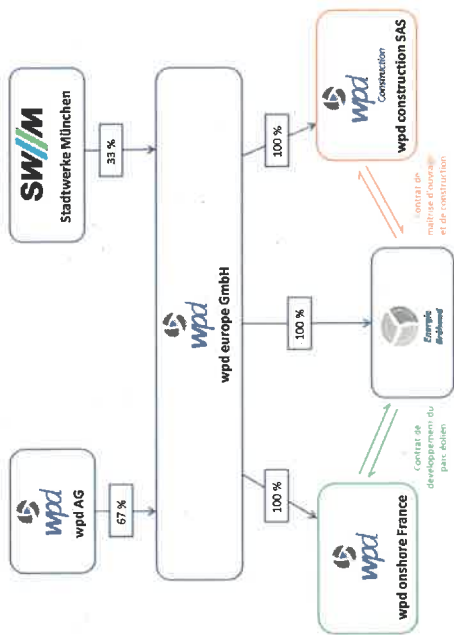 wpd
wpd AG
SW//M
Stadtwerke München
67 %
33 %
wpd
wpd europe GmbH
100 %
100 %
100 %
wpd
wpd onshore France
Contrat de
développement du
parc éolien
Energie
Contrat de
maîtrise d'ouvrage
et de construction
wpd
Construction
wpd construction SAS